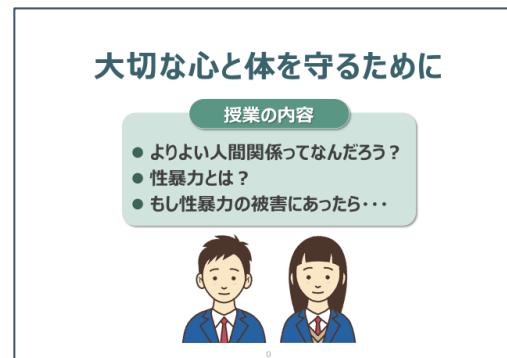 大切な心と体を守るために
授業の内容
● よりよい人間関係ってなんだろう？
● 性暴力とは？
● もし性暴力の被害にあったら・・・
0